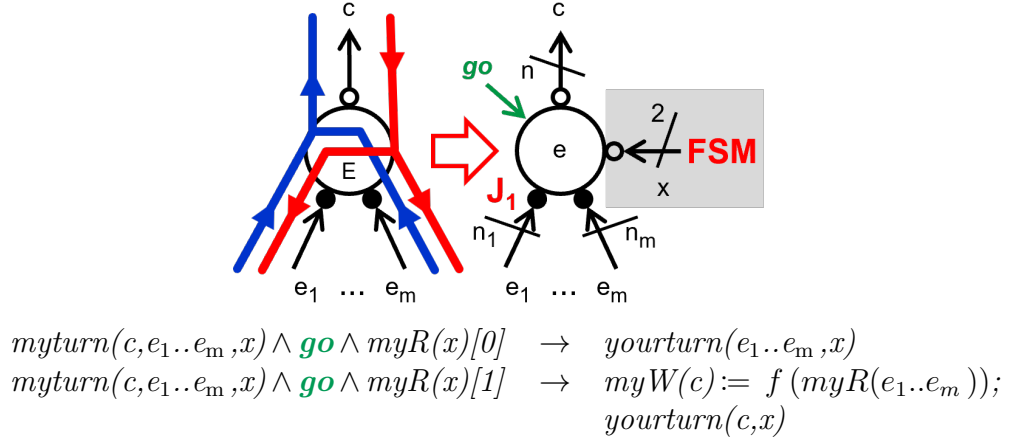 c
c
n
go
2
E
e
FSM
J₁
x
n₁
nₘ
e₁ ... eₘ
e₁ ... eₘ
myturn(c,e₁..eₘ,x) ∧ go ∧ myR(x)[0] → yourturn(e₁..eₘ,x)
myturn(c,e₁..eₘ,x) ∧ go ∧ myR(x)[1] → myW(c) := f (myR(e₁..eₘ));
yourturn(c,x)